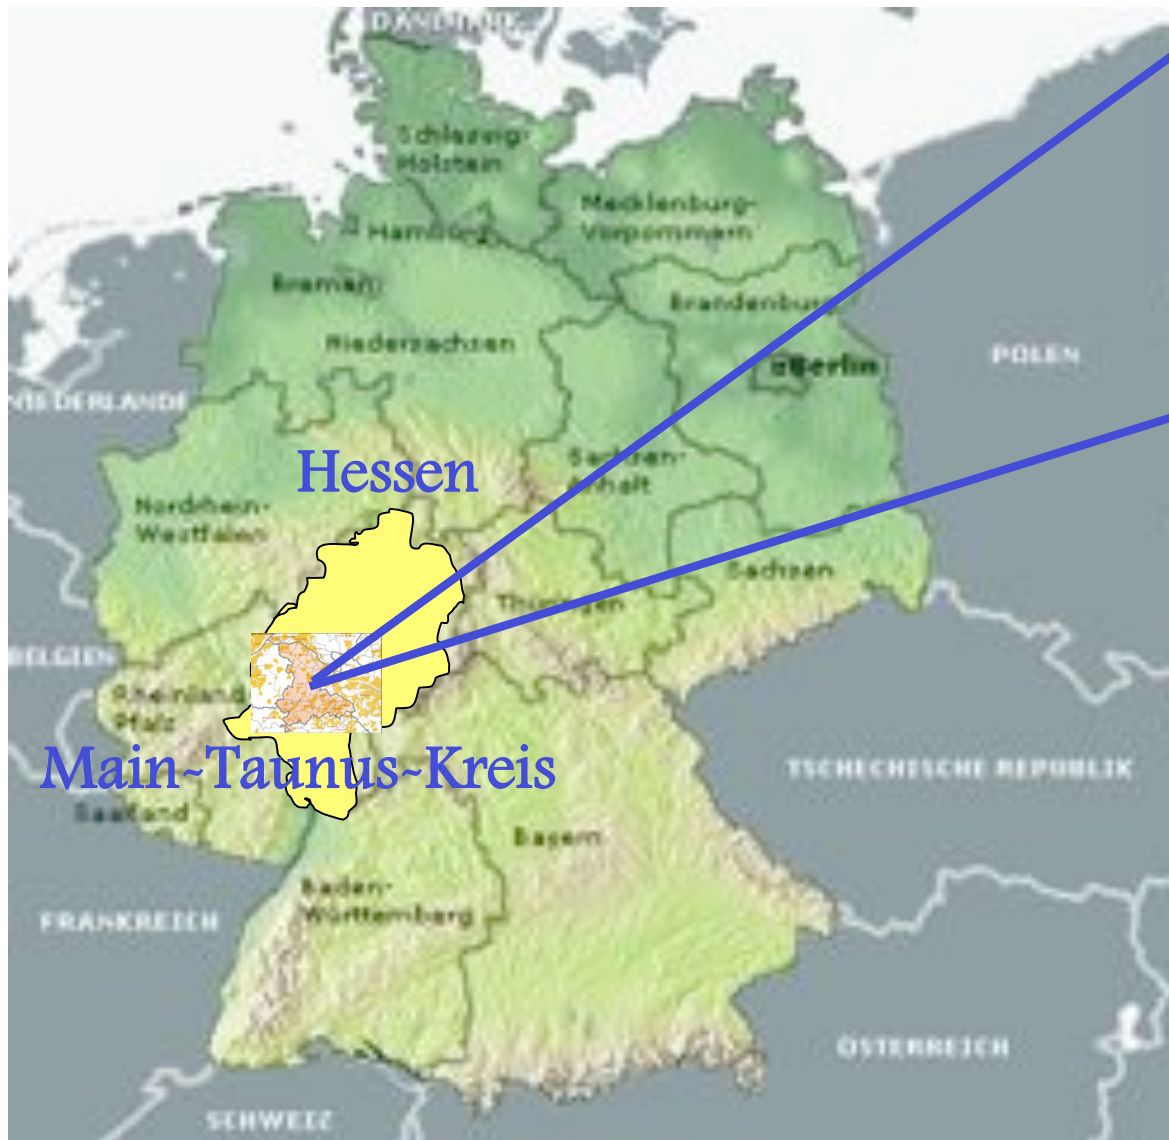 DÄNEMARK
Schleswig-
Holstein
Mecklenburg-
Vorpommern
Hamburg
Bremen
Brandenburg
Niedersachsen
POLEN
Berlin
NIEDERLANDE
Hessen
Sachsen-
Anhalt
Nordrhein-
Westfalen
Sachsen
Thüringen
BELGIEN
Rheinland
Pfalz
Main~Taunus~Kreis
TSCHECHISCHE REPUBLIK
Saarland
Bayern
Baden-
Württemberg
FRANKREICH
ÖSTERREICH
SCHWEIZ